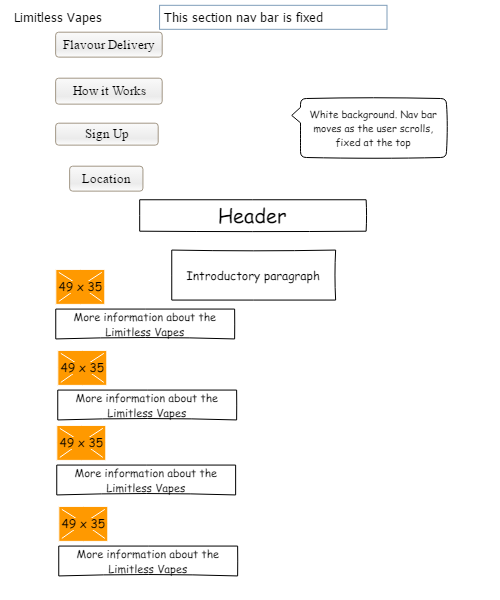 Limitless Vapes
This section nav bar is fixed
Flavour Delivery
How it Works
White background. Nav bar
moves as the user scrolls,
fixed at the top
Sign Up
Location
Header
Introductory paragraph
49 x 35
More information about the
Limitless Vapes
49 x 35
More information about the
Limitless Vapes
49 x 35
More information about the
Limitless Vapes
49 x 35
More information about the
Limitless Vapes